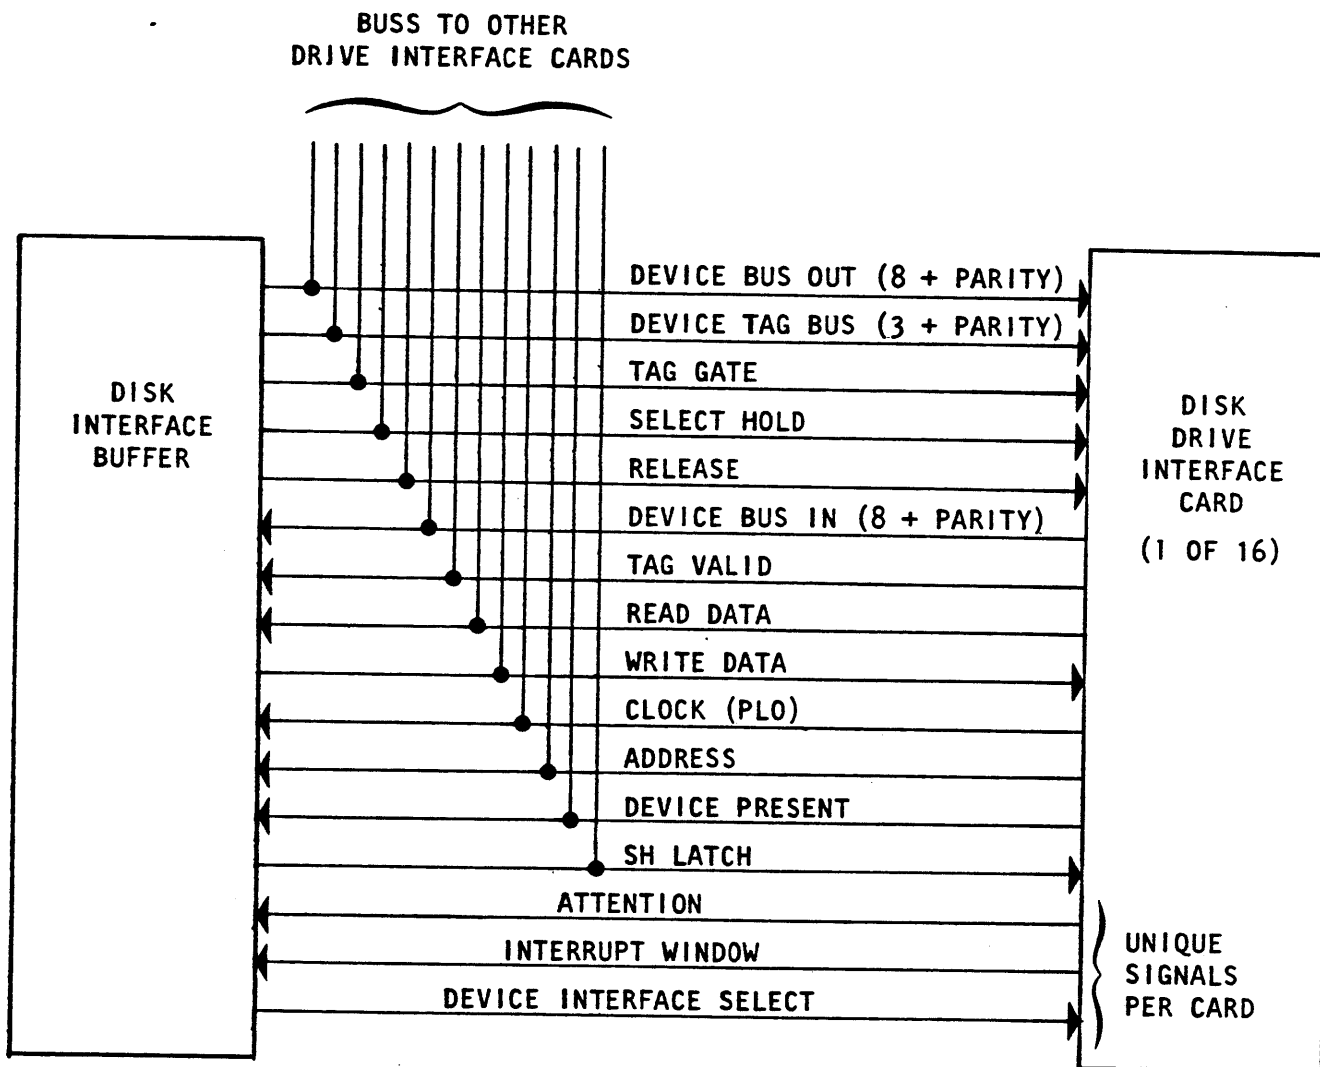 BUSS TO OTHER
DRIVE INTERFACE CARDS
DEVICE BUS OUT (8 + PARITY)
DEVICE TAG BUS (3 + PARITY)
TAG GATE
SELECT HOLD
RELEASE
DEVICE BUS IN (8 + PARITY)
TAG VALID
READ DATA
WRITE DATA
CLOCK (PLO)
ADDRESS
DEVICE PRESENT
SH LATCH
ATTENTION
INTERRUPT WINDOW
DEVICE INTERFACE SELECT
DISK
INTERFACE
BUFFER
DISK
DRIVE
INTERFACE
CARD
(1 OF 16)
UNIQUE
SIGNALS
PER CARD